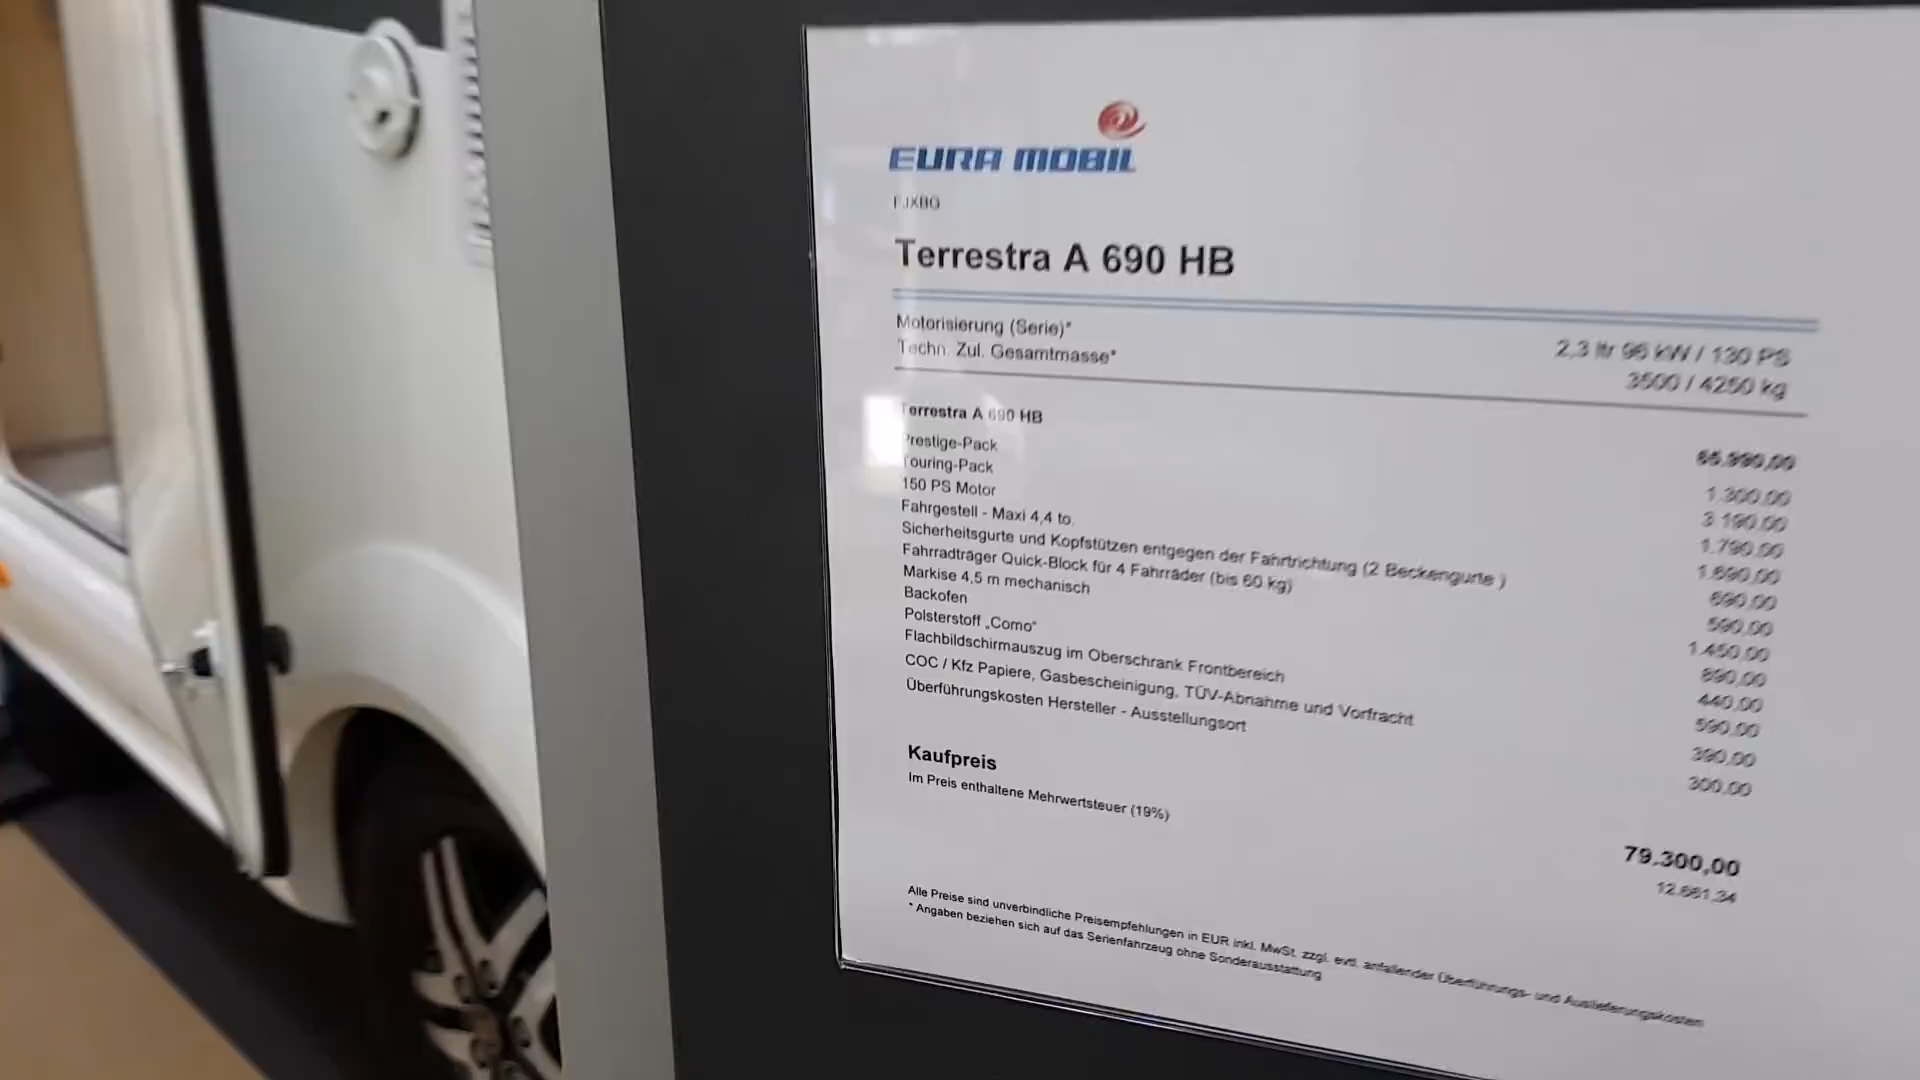 EURA MOBIL
Terrestra A 690 HB
Motorisierung (Serie)* 2,3 ltr 96 kW / 130 PS
Techn. Zul. Gesamtmasse* 3500 / 4250 kg
Terrestra A 690 HB 65.990,00
Prestige-Pack 1.300,00
Touring-Pack 3.190,00
150 PS Motor 1.790,00
Fahrgestell - Maxi 4,4 to. 1.690,00
Sicherheitsgurte und Kopfstützen entgegen der Fahrtrichtung (2 Beckengurte ) 690,00
Fahrradträger Quick-Block für 4 Fahrräder (bis 60 kg) 590,00
Markise 4,5 m mechanisch 1.450,00
Backofen 890,00
Polsterstoff „Como“ 440,00
Flachbildschirmauszug im Oberschrank Frontbereich 590,00
COC / Kfz Papiere, Gasbescheinigung, TÜV-Abnahme und Vorfracht 390,00
Überführungskosten Hersteller - Ausstellungsort 300,00
Kaufpreis 79.300,00
Im Preis enthaltene Mehrwertsteuer (19%) 12.661,34
Alle Preise sind unverbindliche Preisempfehlungen in EUR inkl. MwSt. zzgl. evtl. anfallender Überführungs- und Auslieferungskosten
* Angaben beziehen sich auf das Serienfahrzeug ohne Sonderausstattung